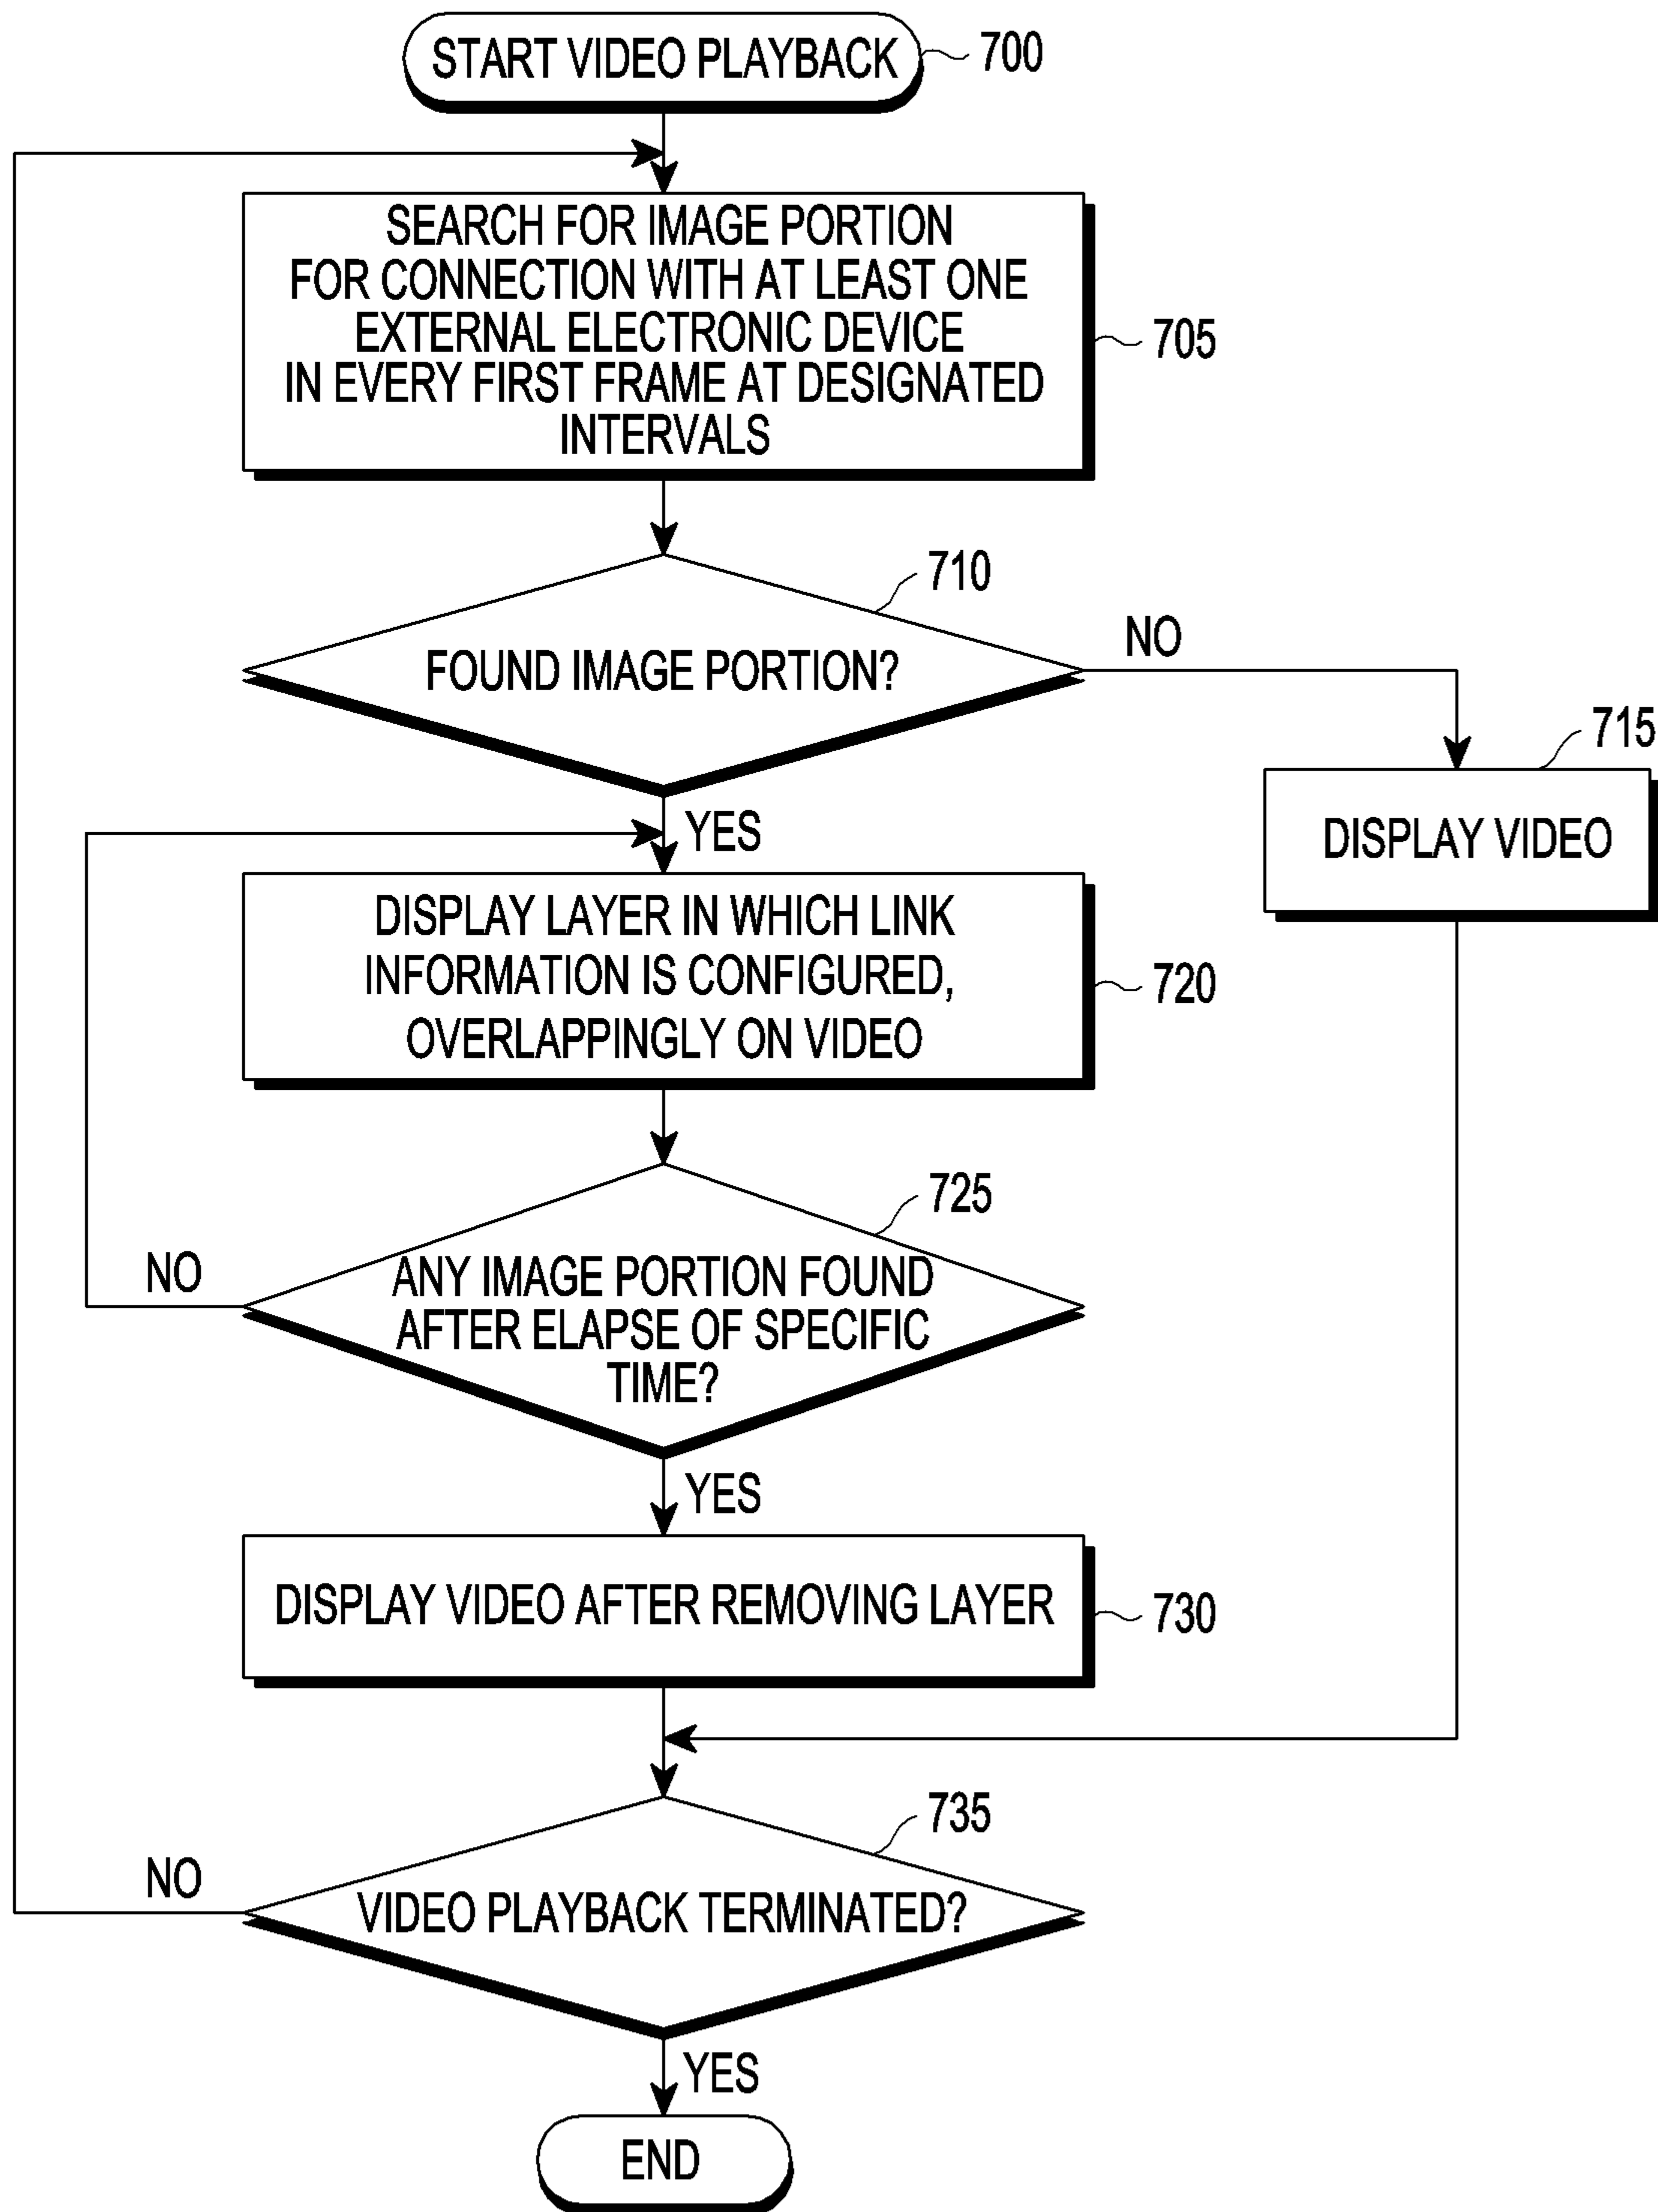 START VIDEO PLAYBACK
700
SEARCH FOR IMAGE PORTION
FOR CONNECTION WITH AT LEAST ONE
EXTERNAL ELECTRONIC DEVICE
IN EVERY FIRST FRAME AT DESIGNATED
INTERVALS
705
710
FOUND IMAGE PORTION?
NO
715
DISPLAY VIDEO
YES
DISPLAY LAYER IN WHICH LINK
INFORMATION IS CONFIGURED,
OVERLAPPINGLY ON VIDEO
720
725
ANY IMAGE PORTION FOUND
AFTER ELAPSE OF SPECIFIC
TIME?
NO
YES
DISPLAY VIDEO AFTER REMOVING LAYER
730
735
VIDEO PLAYBACK TERMINATED?
NO
YES
END